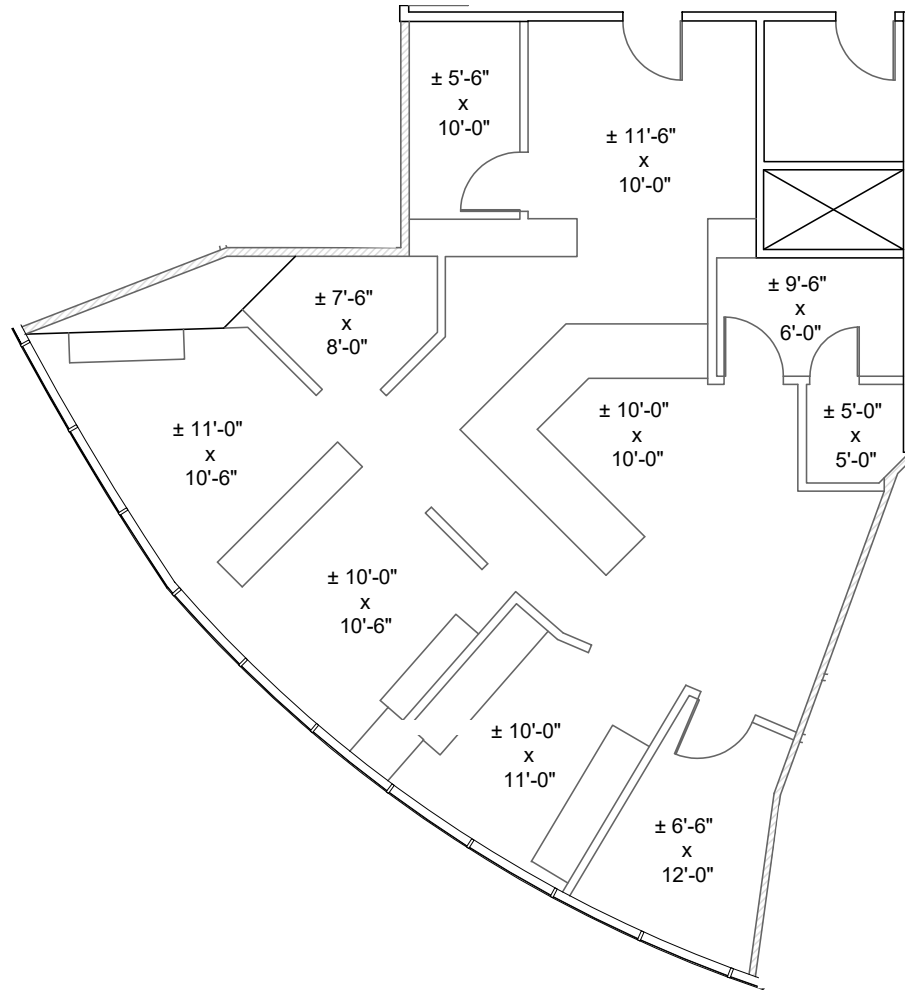 ± 5'-6"
x
10'-0"
± 11'-6"
x
10'-0"
± 7'-6"
x
8'-0"
± 9'-6"
x
6'-0"
± 11'-0"
x
10'-6"
± 10'-0"
x
10'-0"
± 5'-0"
x
5'-0"
± 10'-0"
x
10'-6"
± 10'-0"
x
11'-0"
± 6'-6"
x
12'-0"